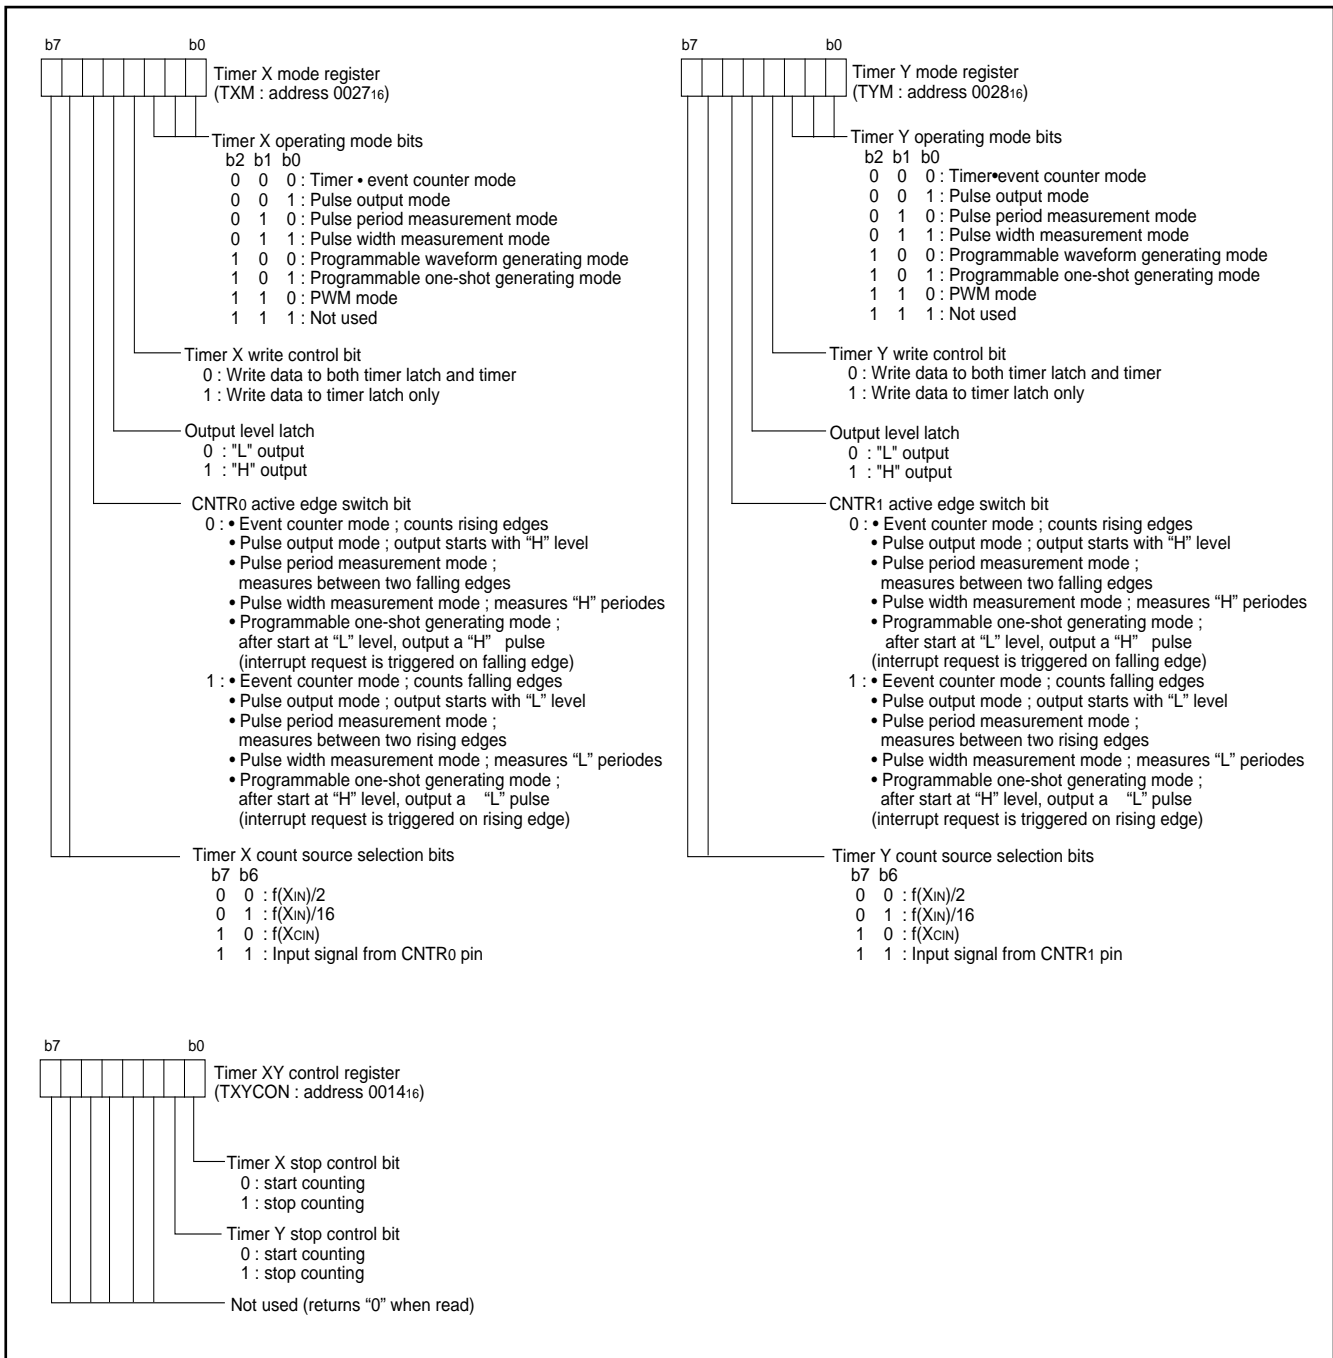 b7 b0
Timer X mode register
(TXM : address 002716)
Timer X operating mode bits
b2 b1 b0
0 0 0 : Timer • event counter mode
0 0 1 : Pulse output mode
0 1 0 : Pulse period measurement mode
0 1 1 : Pulse width measurement mode
1 0 0 : Programmable waveform generating mode
1 0 1 : Programmable one-shot generating mode
1 1 0 : PWM mode
1 1 1 : Not used
Timer X write control bit
0 : Write data to both timer latch and timer
1 : Write data to timer latch only
Output level latch
0 : "L" output
1 : "H" output
CNTR0 active edge switch bit
0 : • Event counter mode ; counts rising edges
• Pulse output mode ; output starts with “H” level
• Pulse period measurement mode ;
measures between two falling edges
• Pulse width measurement mode ; measures “H” periodes
• Programmable one-shot generating mode ;
after start at “L” level, output a “H” pulse
(interrupt request is triggered on falling edge)
1 : • Eevent counter mode ; counts falling edges
• Pulse output mode ; output starts with “L” level
• Pulse period measurement mode ;
measures between two rising edges
• Pulse width measurement mode ; measures “L” periodes
• Programmable one-shot generating mode ;
after start at “H” level, output a “L” pulse
(interrupt request is triggered on rising edge)
Timer X count source selection bits
b7 b6
0 0 : f(XIN)/2
0 1 : f(XIN)/16
1 0 : f(XCIN)
1 1 : Input signal from CNTR0 pin
b7 b0
Timer Y mode register
(TYM : address 002816)
Timer Y operating mode bits
b2 b1 b0
0 0 0 : Timer•event counter mode
0 0 1 : Pulse output mode
0 1 0 : Pulse period measurement mode
0 1 1 : Pulse width measurement mode
1 0 0 : Programmable waveform generating mode
1 0 1 : Programmable one-shot generating mode
1 1 0 : PWM mode
1 1 1 : Not used
Timer Y write control bit
0 : Write data to both timer latch and timer
1 : Write data to timer latch only
Output level latch
0 : "L" output
1 : "H" output
CNTR1 active edge switch bit
0 : • Event counter mode ; counts rising edges
• Pulse output mode ; output starts with “H” level
• Pulse period measurement mode ;
measures between two falling edges
• Pulse width measurement mode ; measures “H” periodes
• Programmable one-shot generating mode ;
after start at “L” level, output a “H” pulse
(interrupt request is triggered on falling edge)
1 : • Eevent counter mode ; counts falling edges
• Pulse output mode ; output starts with “L” level
• Pulse period measurement mode ;
measures between two rising edges
• Pulse width measurement mode ; measures “L” periodes
• Programmable one-shot generating mode ;
after start at “H” level, output a “L” pulse
(interrupt request is triggered on rising edge)
Timer Y count source selection bits
b7 b6
0 0 : f(XIN)/2
0 1 : f(XIN)/16
1 0 : f(XCIN)
1 1 : Input signal from CNTR1 pin
b7 b0
Timer XY control register
(TXYCON : address 001416)
Timer X stop control bit
0 : start counting
1 : stop counting
Timer Y stop control bit
0 : start counting
1 : stop counting
Not used (returns “0” when read)